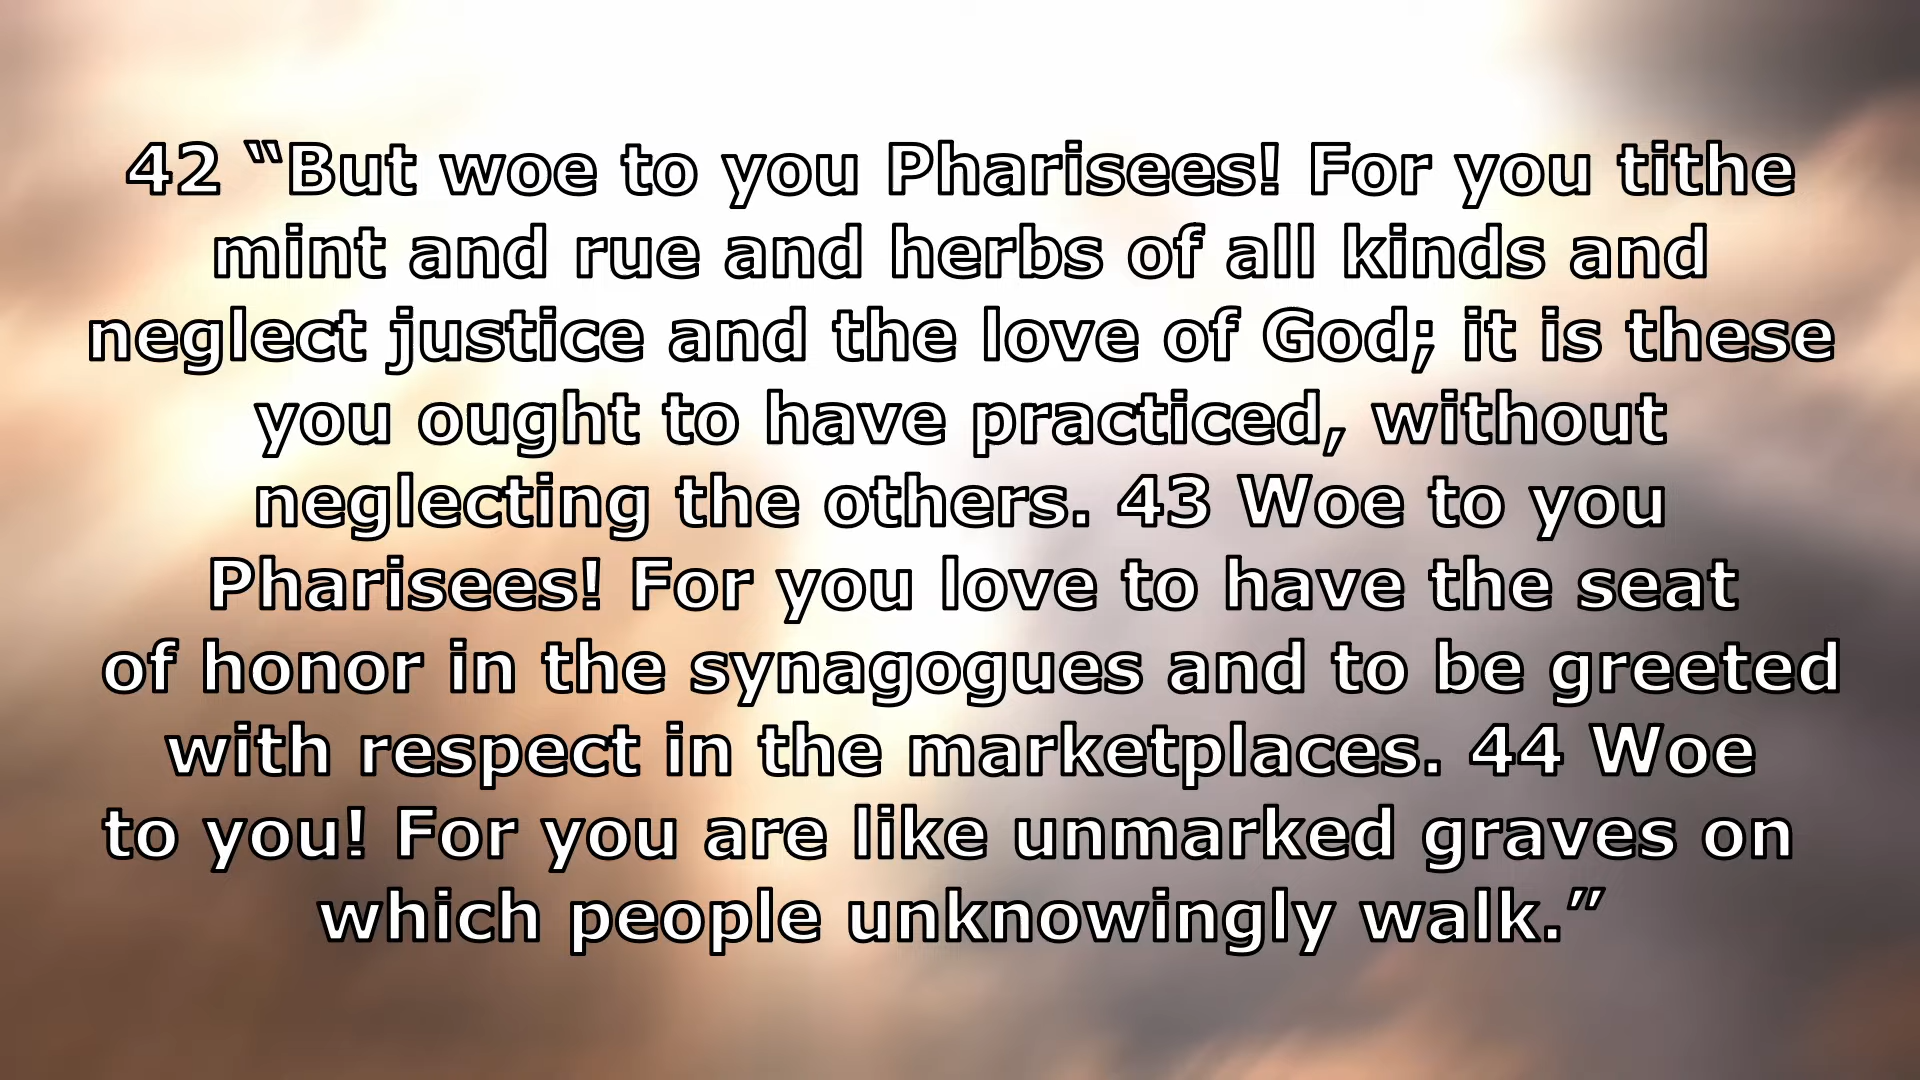 42 “But woe to you Pharisees! For you tithe
mint and rue and herbs of all kinds and
neglect justice and the love of God; it is these
you ought to have practiced, without
neglecting the others. 43 Woe to you
Pharisees! For you love to have the seat
of honor in the synagogues and to be greeted
with respect in the marketplaces. 44 Woe
to you! For you are like unmarked graves on
which people unknowingly walk.”